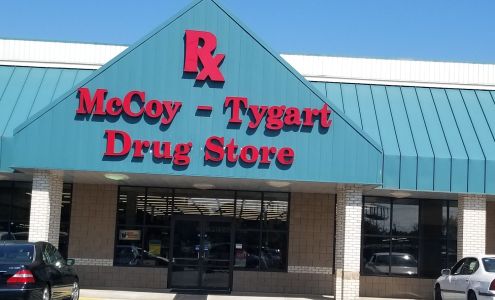 Rx
McCoy - Tygart
Drug Store